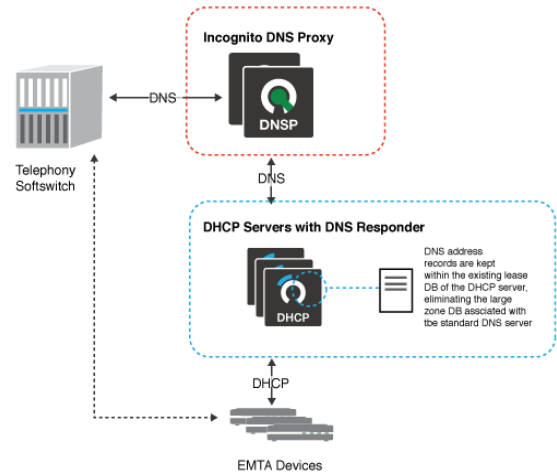 Incognito DNS Proxy
DNS
DNSP
Telephony
Softswitch
DNS
DHCP Servers with DNS Responder
DNS address
records are kept
within the existing lease
DB of the DHCP server,
eliminating the large
zone DB assciated with
tbe standard DNS server
DHCP
DHCP
EMTA Devices